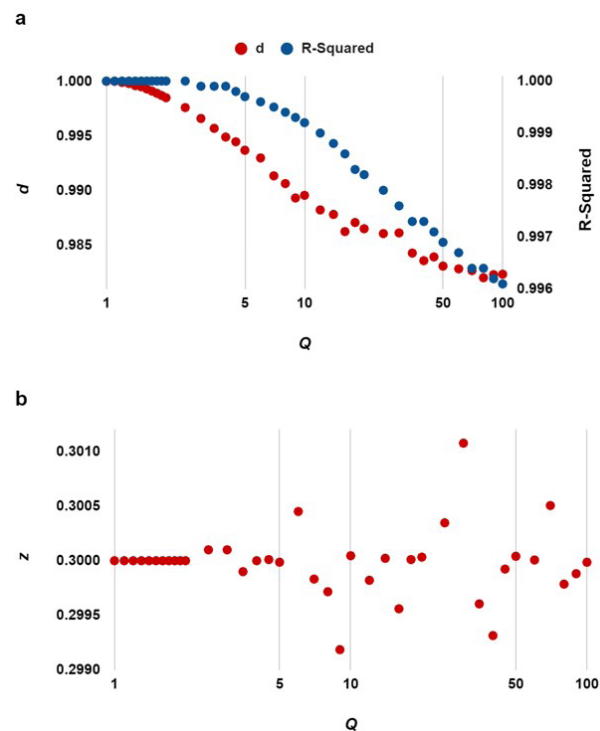 a
d R-Squared
1.000 1.000
0.995 0.999
0.990 0.998
0.985 0.997
0.996
d
R-Squared
1 5 10 50 100
Q
b
0.3010
0.3005
0.3000
0.2995
0.2990
z
1 5 10 50 100
Q